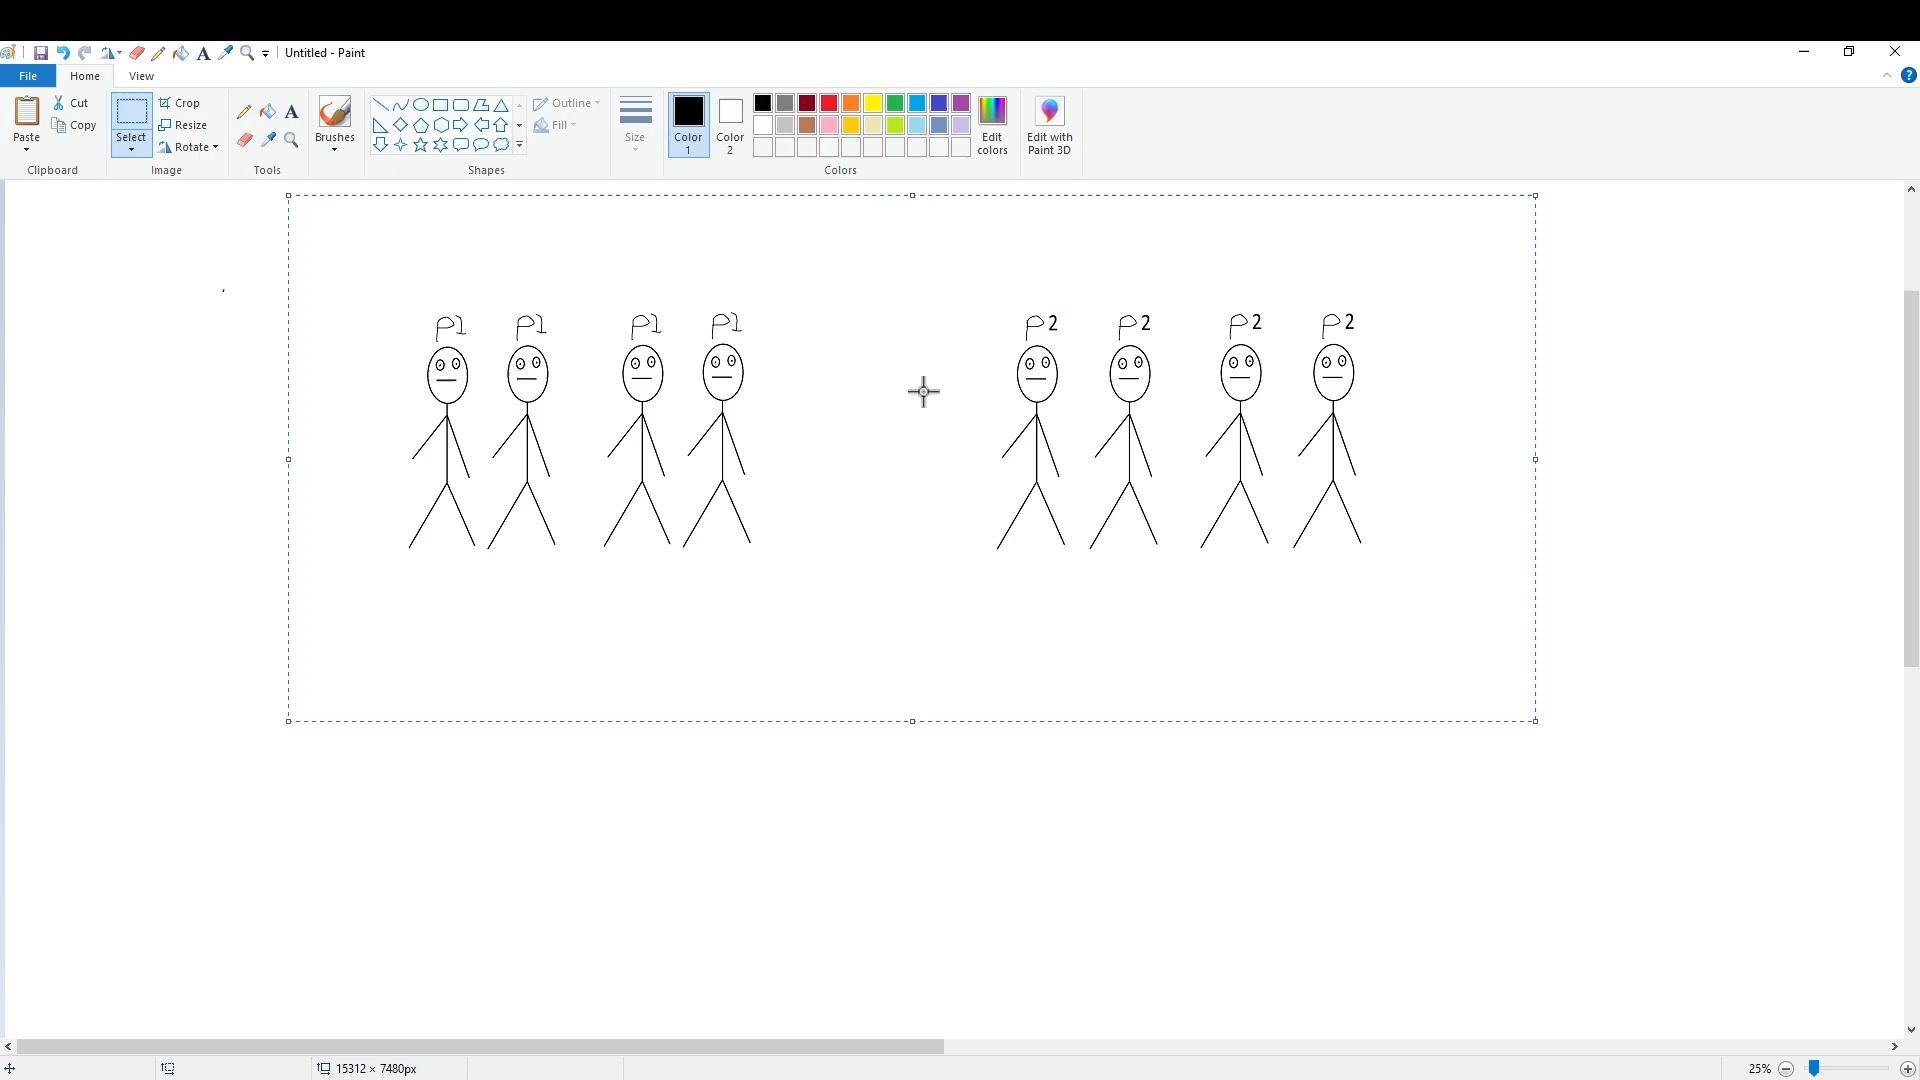 Untitled - Paint
File Home View
Paste
Cut
Copy
Clipboard
Select
Crop
Resize
Rotate
Image
Tools
Brushes
Shapes
Outline
Fill
Size
Color 1
Color 2
Edit colors
Colors
Edit with Paint 3D
P1 P1 P1 P1 P2 P2 P2 P2
15312 × 7480px
25%